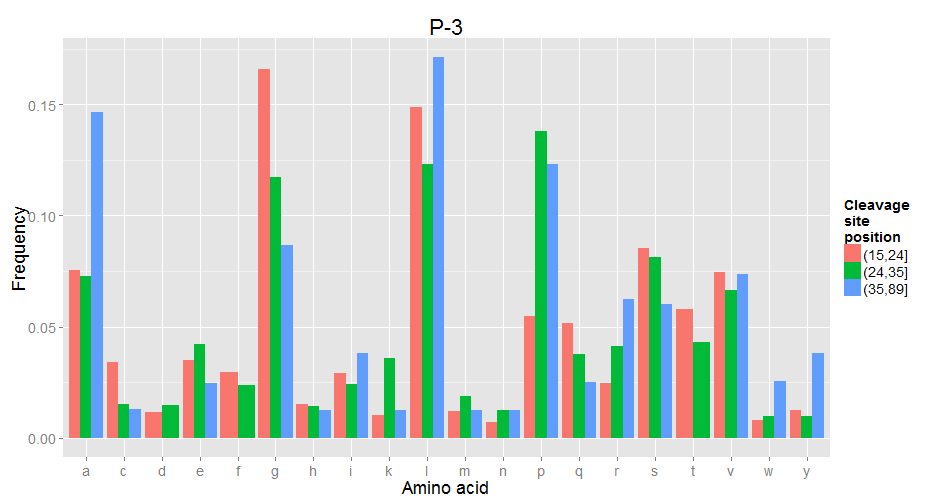 P-3
Frequency
0.15
0.10
0.05
0.00
a c d e f g h i k l m n p q r s t v w y
Amino acid
Cleavage
site
position
(15,24]
(24,35]
(35,89]